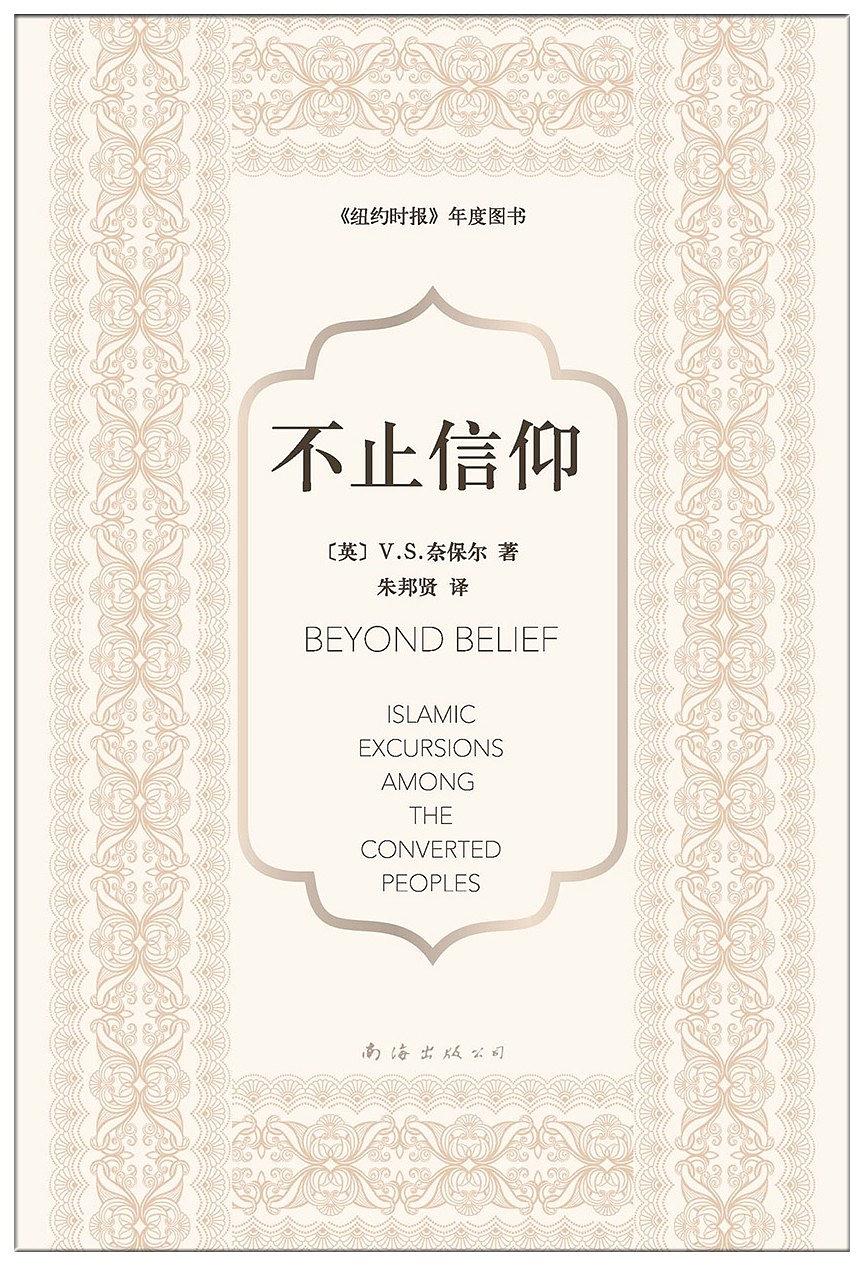 《纽约时报》年度图书
不止信仰
〔英〕V.S.奈保尔 著
朱邦贤 译
BEYOND BELIEF
ISLAMIC
EXCURSIONS
AMONG
THE
CONVERTED
PEOPLES
南海出版公司